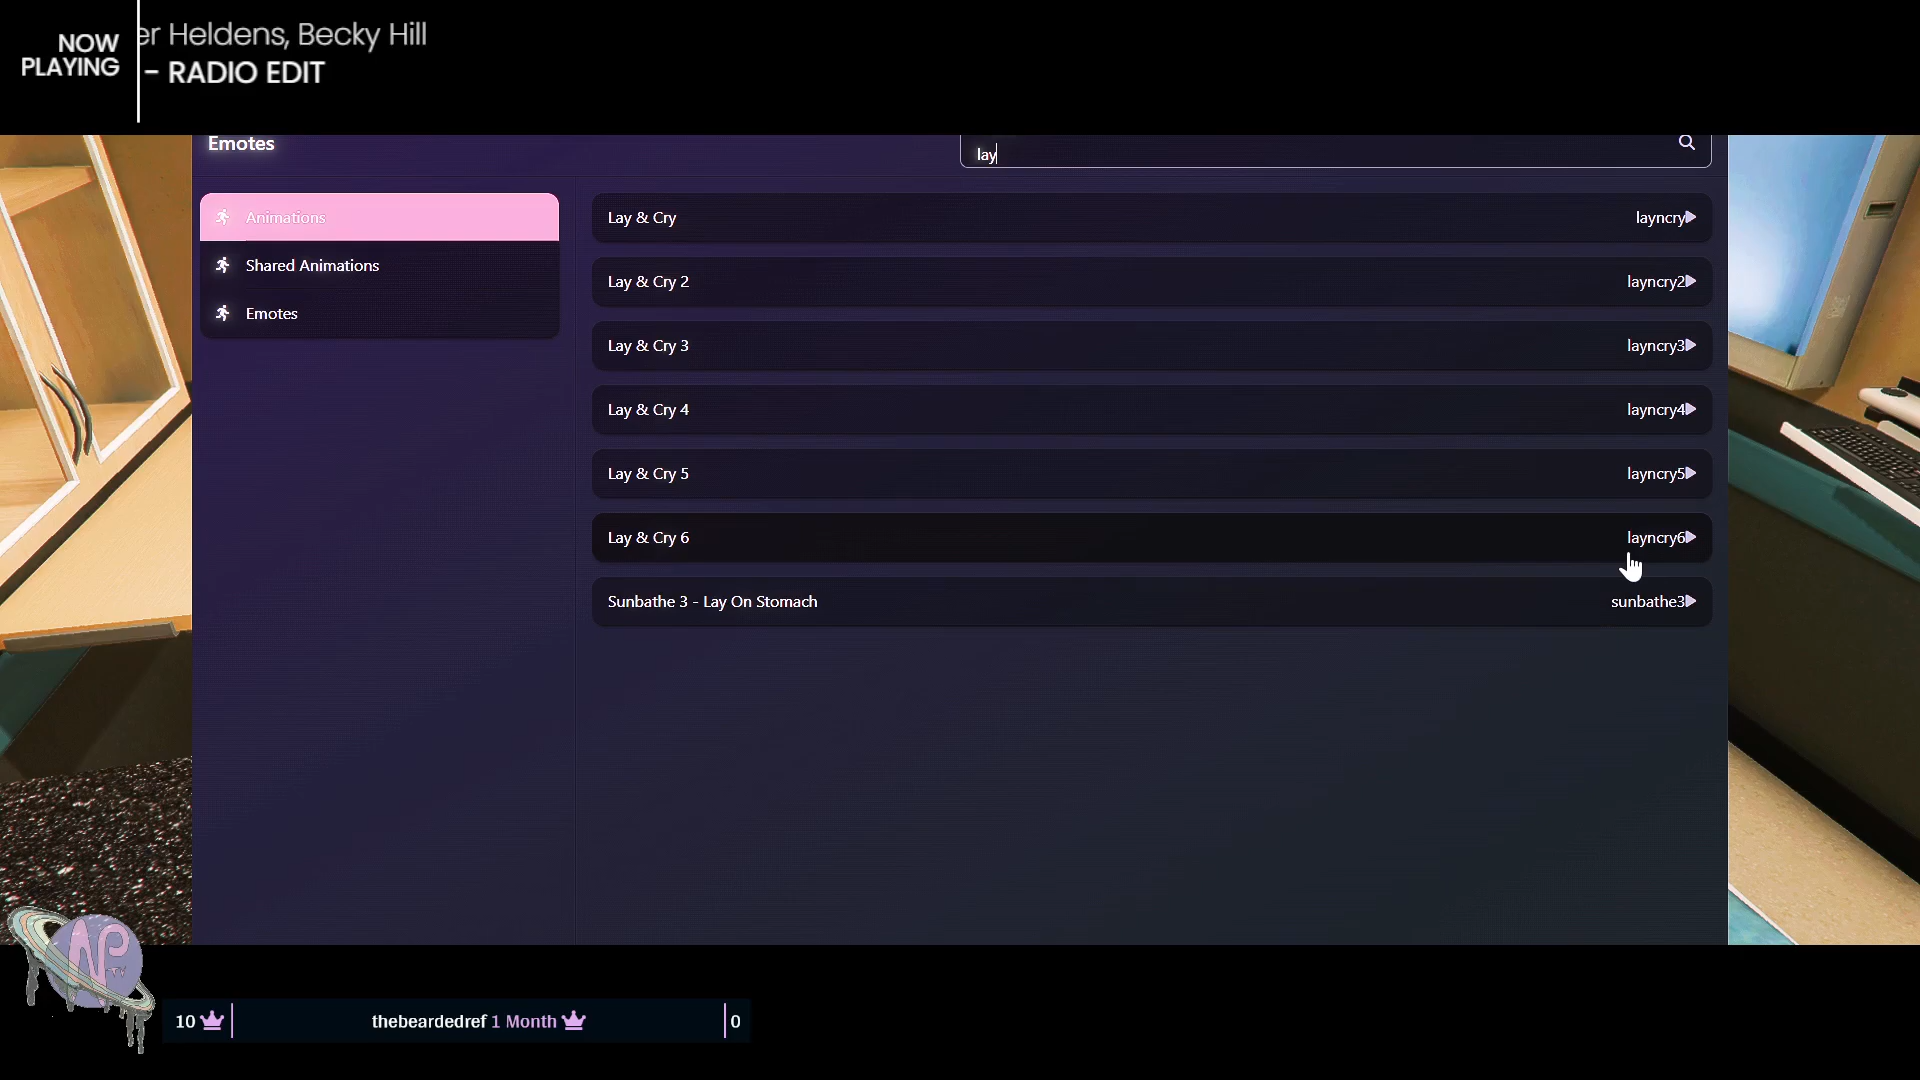 NOW
PLAYING
er Heldens, Becky Hill
- RADIO EDIT
Emotes
lay
Animations
Shared Animations
Emotes
Lay & Cry
layncry
Lay & Cry 2
layncry2
Lay & Cry 3
layncry3
Lay & Cry 4
layncry4
Lay & Cry 5
layncry5
Lay & Cry 6
layncry6
Sunbathe 3 - Lay On Stomach
sunbathe3
NP
TV
10
thebeardedref 1 Month
0